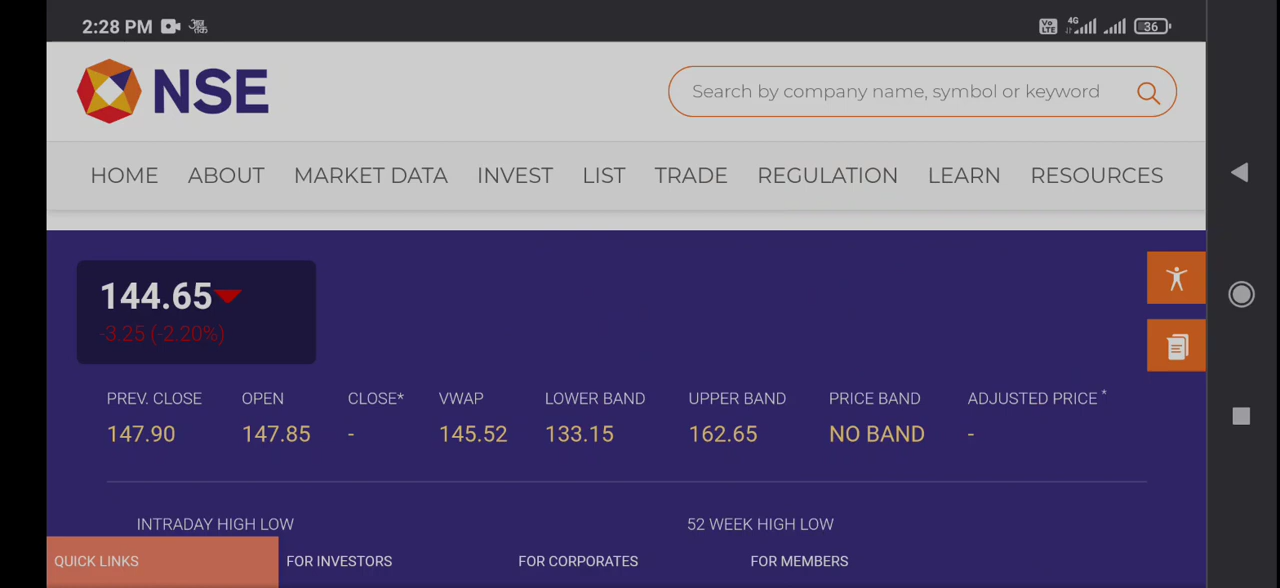 2:28 PM
Vo LTE 4G 36
NSE
Search by company name, symbol or keyword
HOME ABOUT MARKET DATA INVEST LIST TRADE REGULATION LEARN RESOURCES
144.65
-3.25 (-2.20%)
PREV. CLOSE OPEN CLOSE* VWAP LOWER BAND UPPER BAND PRICE BAND ADJUSTED PRICE *
147.90 147.85 - 145.52 133.15 162.65 NO BAND -
INTRADAY HIGH LOW 52 WEEK HIGH LOW
QUICK LINKS FOR INVESTORS FOR CORPORATES FOR MEMBERS